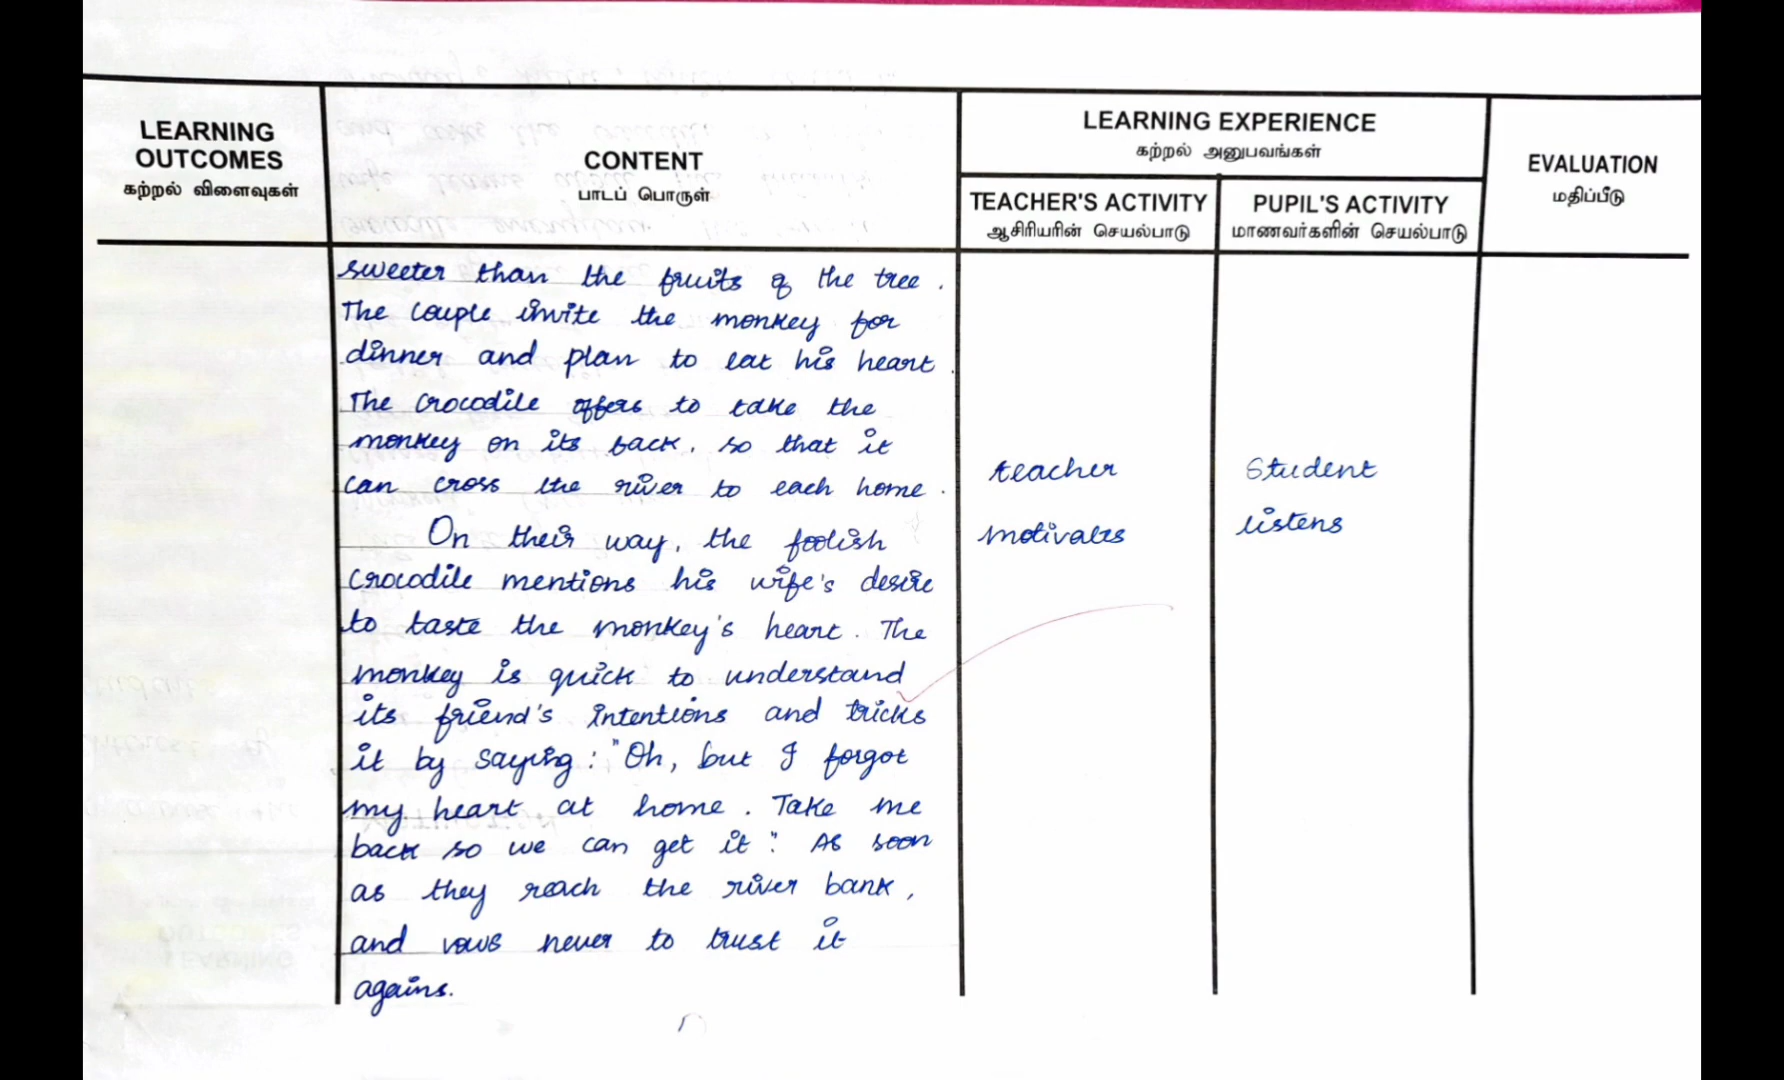 LEARNING
OUTCOMES
கற்றல் விளைவுகள்
CONTENT
பாடப் பொருள்
LEARNING EXPERIENCE
கற்றல் அனுபவங்கள்
TEACHER'S ACTIVITY
ஆசிரியரின் செயல்பாடு
PUPIL'S ACTIVITY
மாணவர்களின் செயல்பாடு
EVALUATION
மதிப்பீடு
sweeter than the fruits of the tree.
The couple invite the monkey for
dinner and plan to eat his heart.
The crocodile offers to take the
monkey on its back, so that it
can cross the river to each home.
On their way, the foolish
crocodile mentions his wife's desire
to taste the monkey's heart. The
monkey is quick to understand
its friend's intentions and tricks
it by saying: "Oh, but I forgot
my heart at home. Take me
back so we can get it". As soon
as they reach the river bank,
and vows never to trust it
agains.
teacher
motivates
Student
listens